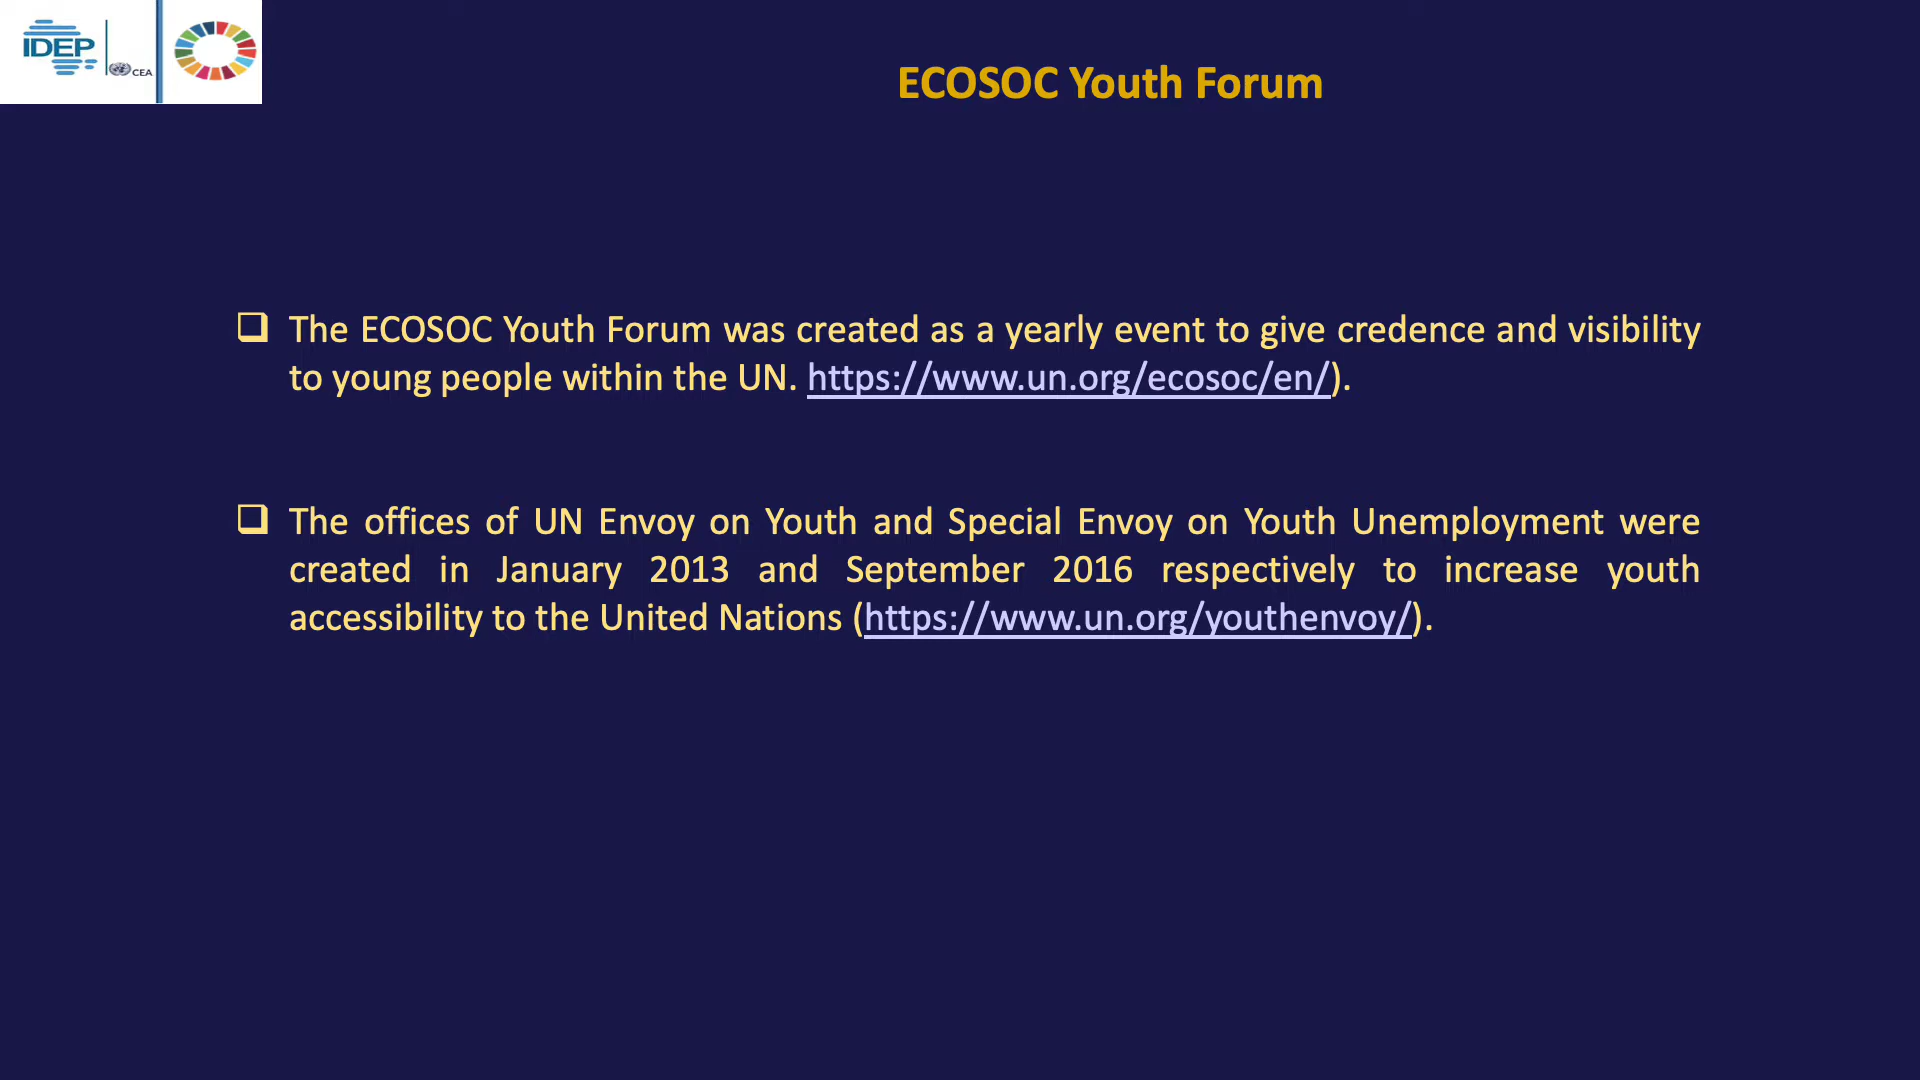 IDEP
CEA
ECOSOC Youth Forum
❑ The ECOSOC Youth Forum was created as a yearly event to give credence and visibility
to young people within the UN. https://www.un.org/ecosoc/en/).
❑ The offices of UN Envoy on Youth and Special Envoy on Youth Unemployment were
created in January 2013 and September 2016 respectively to increase youth
accessibility to the United Nations (https://www.un.org/youthenvoy/).